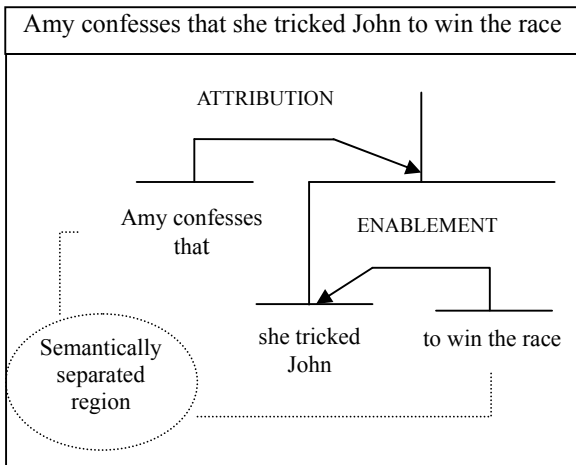 Amy confesses that she tricked John to win the race
ATTRIBUTION
Amy confesses
that
ENABLEMENT
she tricked
John
to win the race
Semantically
separated
region